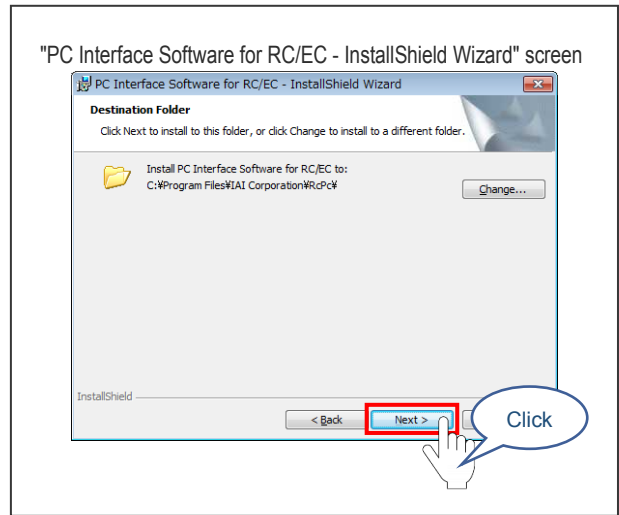 "PC Interface Software for RC/EC - InstallShield Wizard" screen
PC Interface Software for RC/EC - InstallShield Wizard
Destination Folder
Click Next to install to this folder, or click Change to install to a different folder.
Install PC Interface Software for RC/EC to:
C:¥Program Files¥IAI Corporation¥RcPc¥
Change...
InstallShield
< Back
Next >
Click